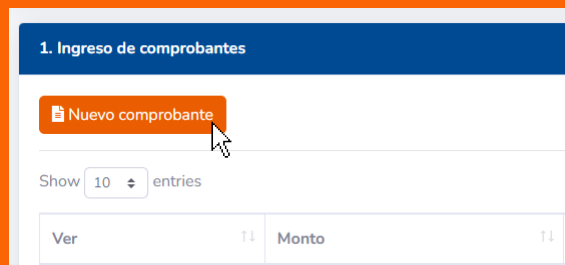 1. Ingreso de comprobantes
Nuevo comprobante
Show 10 entries
Ver Monto